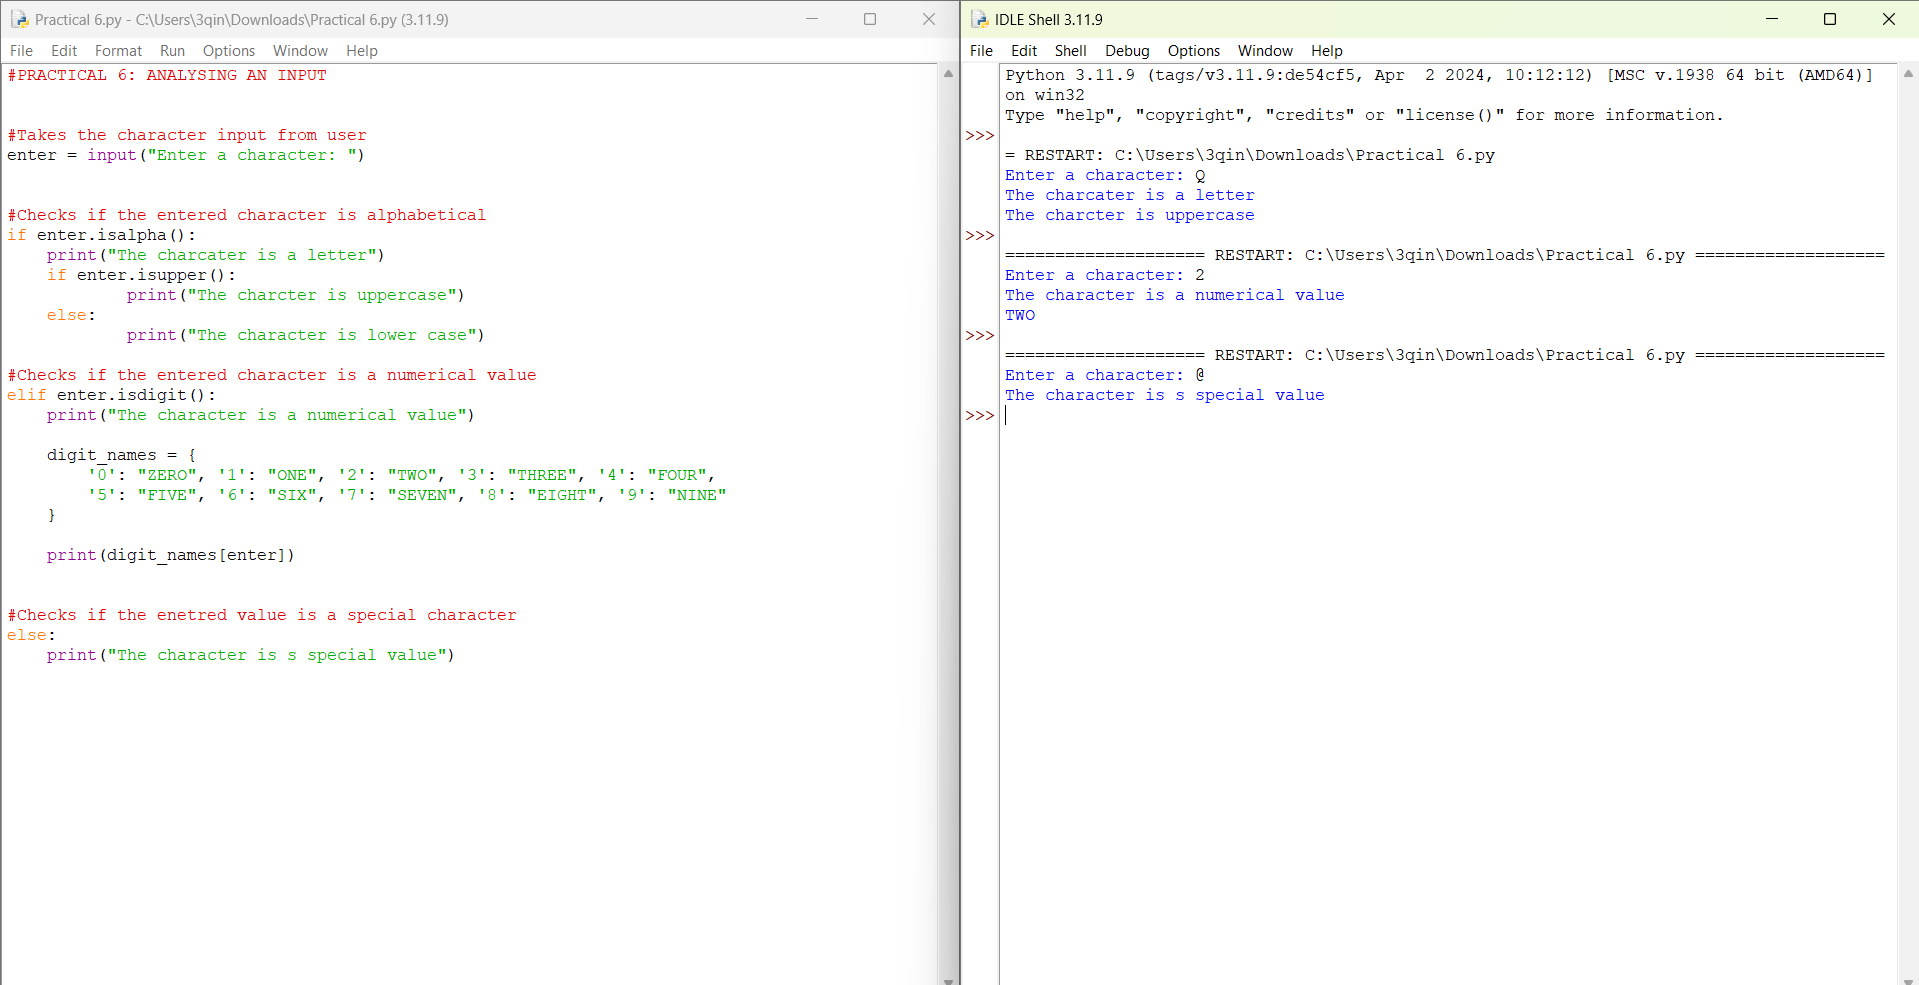 Practical 6.py - C:\Users\3qin\Downloads\Practical 6.py (3.11.9)
File Edit Format Run Options Window Help
#PRACTICAL 6: ANALYSING AN INPUT
#Takes the character input from user
enter = input("Enter a character: ")
#Checks if the entered character is alphabetical
if enter.isalpha():
    print("The charcater is a letter")
    if enter.isupper():
            print("The charcter is uppercase")
    else:
            print("The character is lower case")
#Checks if the entered character is a numerical value
elif enter.isdigit():
    print("The character is a numerical value")
    digit_names = {
        '0': "ZERO", '1': "ONE", '2': "TWO", '3': "THREE", '4': "FOUR",
        '5': "FIVE", '6': "SIX", '7': "SEVEN", '8': "EIGHT", '9': "NINE"
    }
    print(digit_names[enter])
#Checks if the enetred value is a special character
else:
    print("The character is s special value")
IDLE Shell 3.11.9
File Edit Shell Debug Options Window Help
Python 3.11.9 (tags/v3.11.9:de54cf5, Apr  2 2024, 10:12:12) [MSC v.1938 64 bit (AMD64)]
on win32
Type "help", "copyright", "credits" or "license()" for more information.
>>>
= RESTART: C:\Users\3qin\Downloads\Practical 6.py
Enter a character: Q
The charcater is a letter
The charcter is uppercase
>>>
==================== RESTART: C:\Users\3qin\Downloads\Practical 6.py ===================
Enter a character: 2
The character is a numerical value
TWO
>>>
==================== RESTART: C:\Users\3qin\Downloads\Practical 6.py ===================
Enter a character: @
The character is s special value
>>>